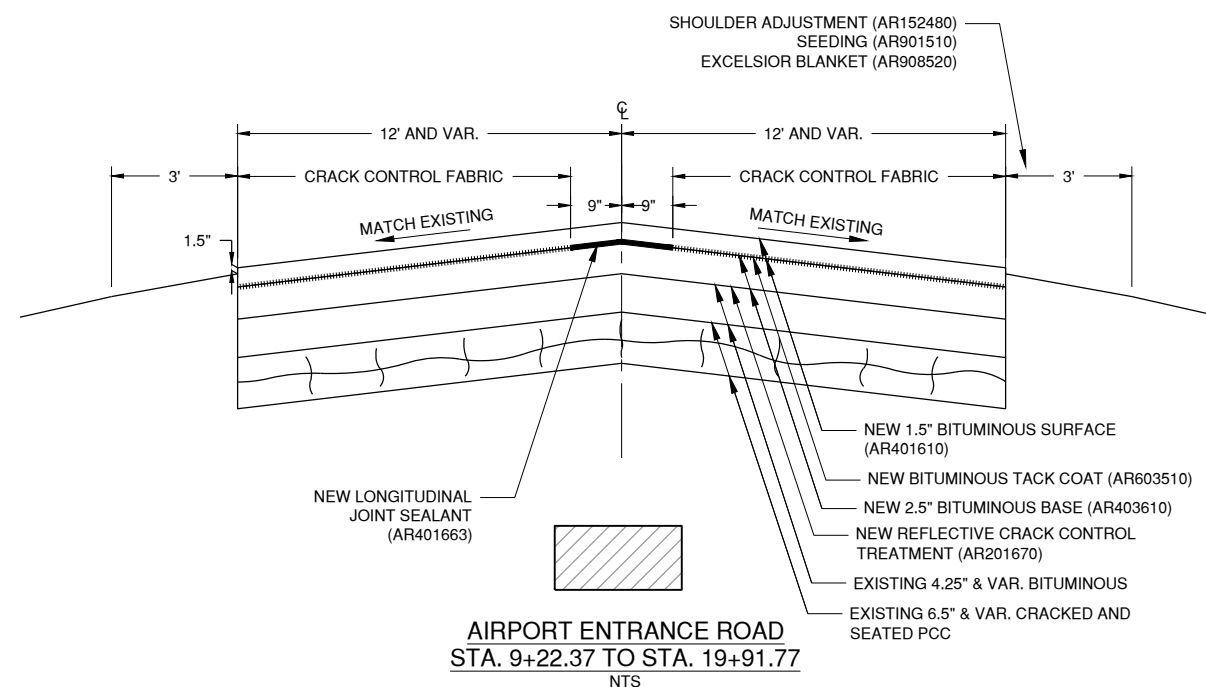 SHOULDER ADJUSTMENT (AR152480)
SEEDING (AR901510)
EXCELSIOR BLANKET (AR908520)
℄
12' AND VAR.
12' AND VAR.
3'
CRACK CONTROL FABRIC
CRACK CONTROL FABRIC
3'
9"
9"
MATCH EXISTING
MATCH EXISTING
1.5"
NEW 1.5" BITUMINOUS SURFACE
(AR401610)
NEW BITUMINOUS TACK COAT (AR603510)
NEW 2.5" BITUMINOUS BASE (AR403610)
NEW REFLECTIVE CRACK CONTROL
TREATMENT (AR201670)
EXISTING 4.25" & VAR. BITUMINOUS
EXISTING 6.5" & VAR. CRACKED AND
SEATED PCC
NEW LONGITUDINAL
JOINT SEALANT
(AR401663)
AIRPORT ENTRANCE ROAD
STA. 9+22.37 TO STA. 19+91.77
NTS